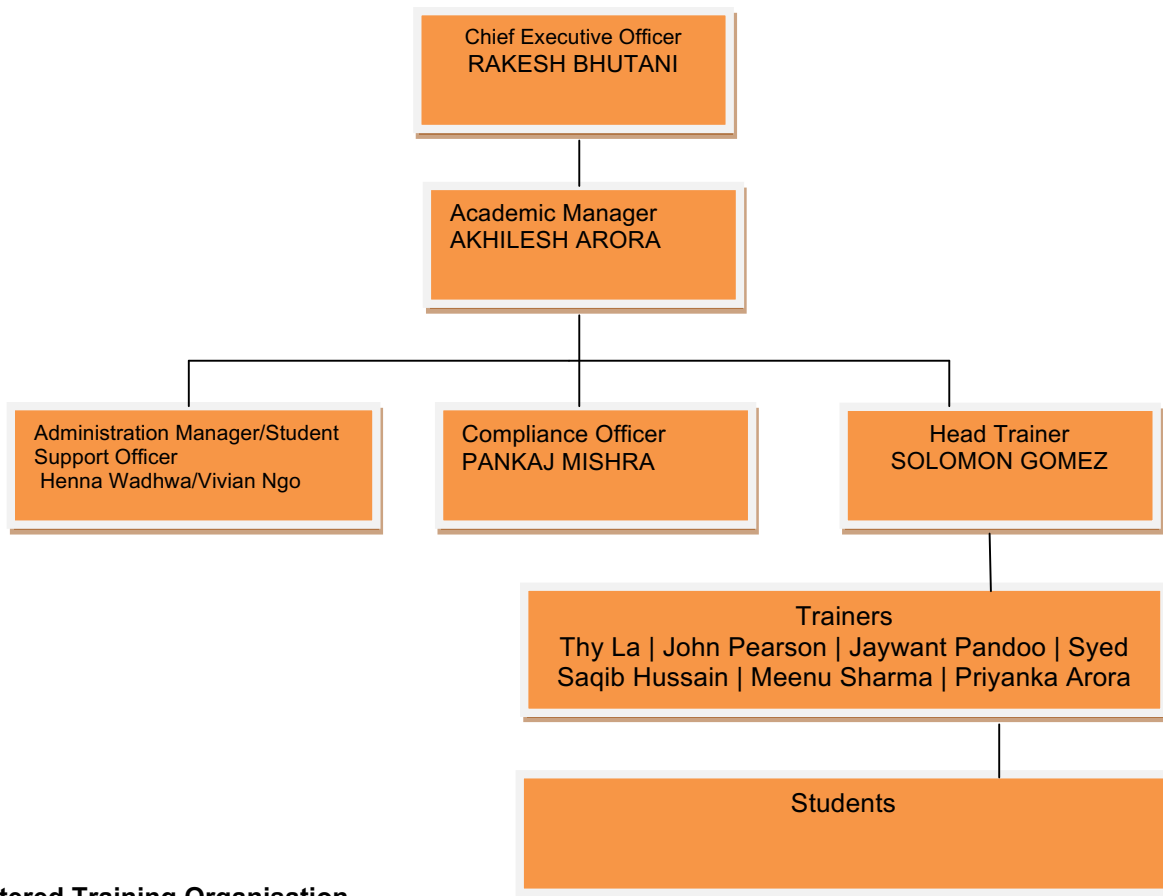 Chief Executive Officer
RAKESH BHUTANI
Academic Manager
AKHILESH ARORA
Administration Manager/Student
Support Officer
Henna Wadhwa/Vivian Ngo
Compliance Officer
PANKAJ MISHRA
Head Trainer
SOLOMON GOMEZ
Trainers
Thy La | John Pearson | Jaywant Pandoo | Syed
Saqib Hussain | Meenu Sharma | Priyanka Arora
Students
Training Organisation